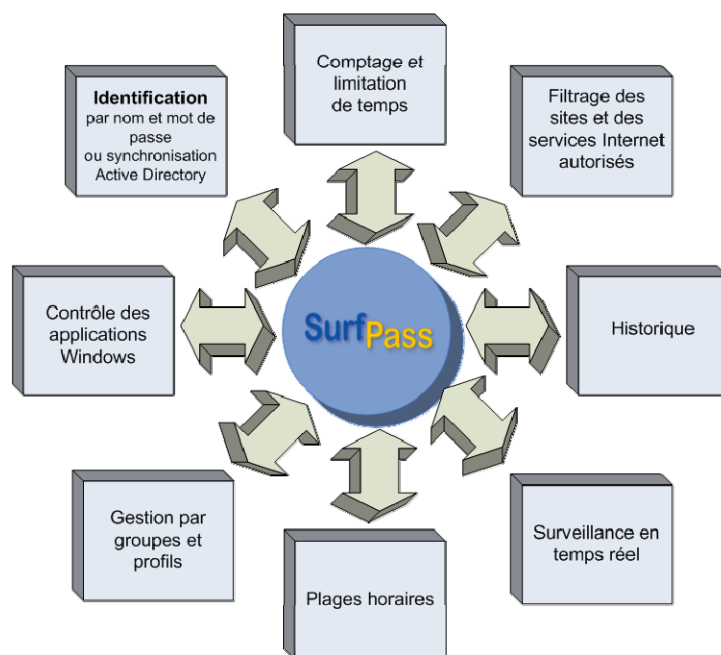 Comptage et
limitation
de temps
Identification
par nom et mot de
passe
ou synchronisation
Active Directory
Filtrage des
sites et des
services Internet
autorisés
Contrôle des
applications
Windows
SurfPass
Historique
Gestion par
groupes et
profils
Plages horaires
Surveillance en
temps réel